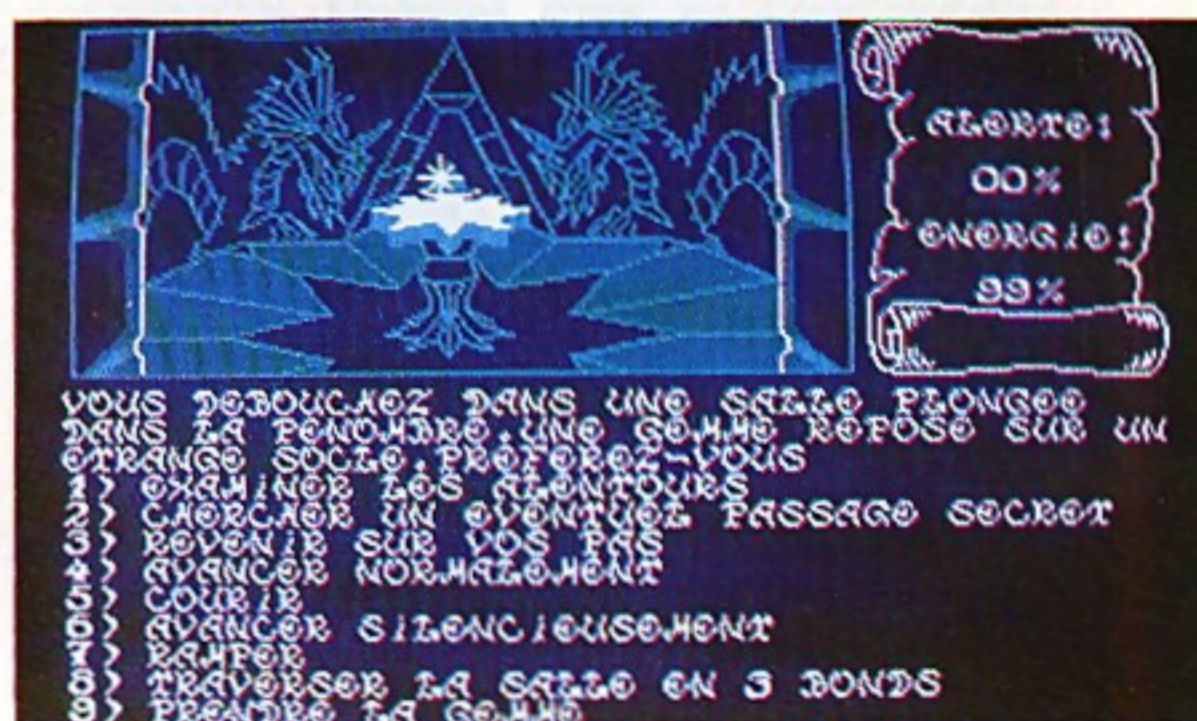 ALERTE:
00%
ENERGIE:
99%
VOUS DEBOUCHEZ DANS UNE SALLE PLONGEE
DANS LA PENOMBRE.UNE GEMME REPOSE SUR UN
ETRANGE SOCLE.PREFEREZ-VOUS
1> EXAMINER LES ALENTOURS
2> CHERCHER UN EVENTUEL PASSAGE SECRET
3> REVENIR SUR VOS PAS
4> AVANCER NORMALEMENT
5> COURIR
6> AVANCER SILENCIEUSEMENT
7> RAMPER
8> TRAVERSER LA SALLE EN 3 BONDS
9> PRENDRE LA GEMME